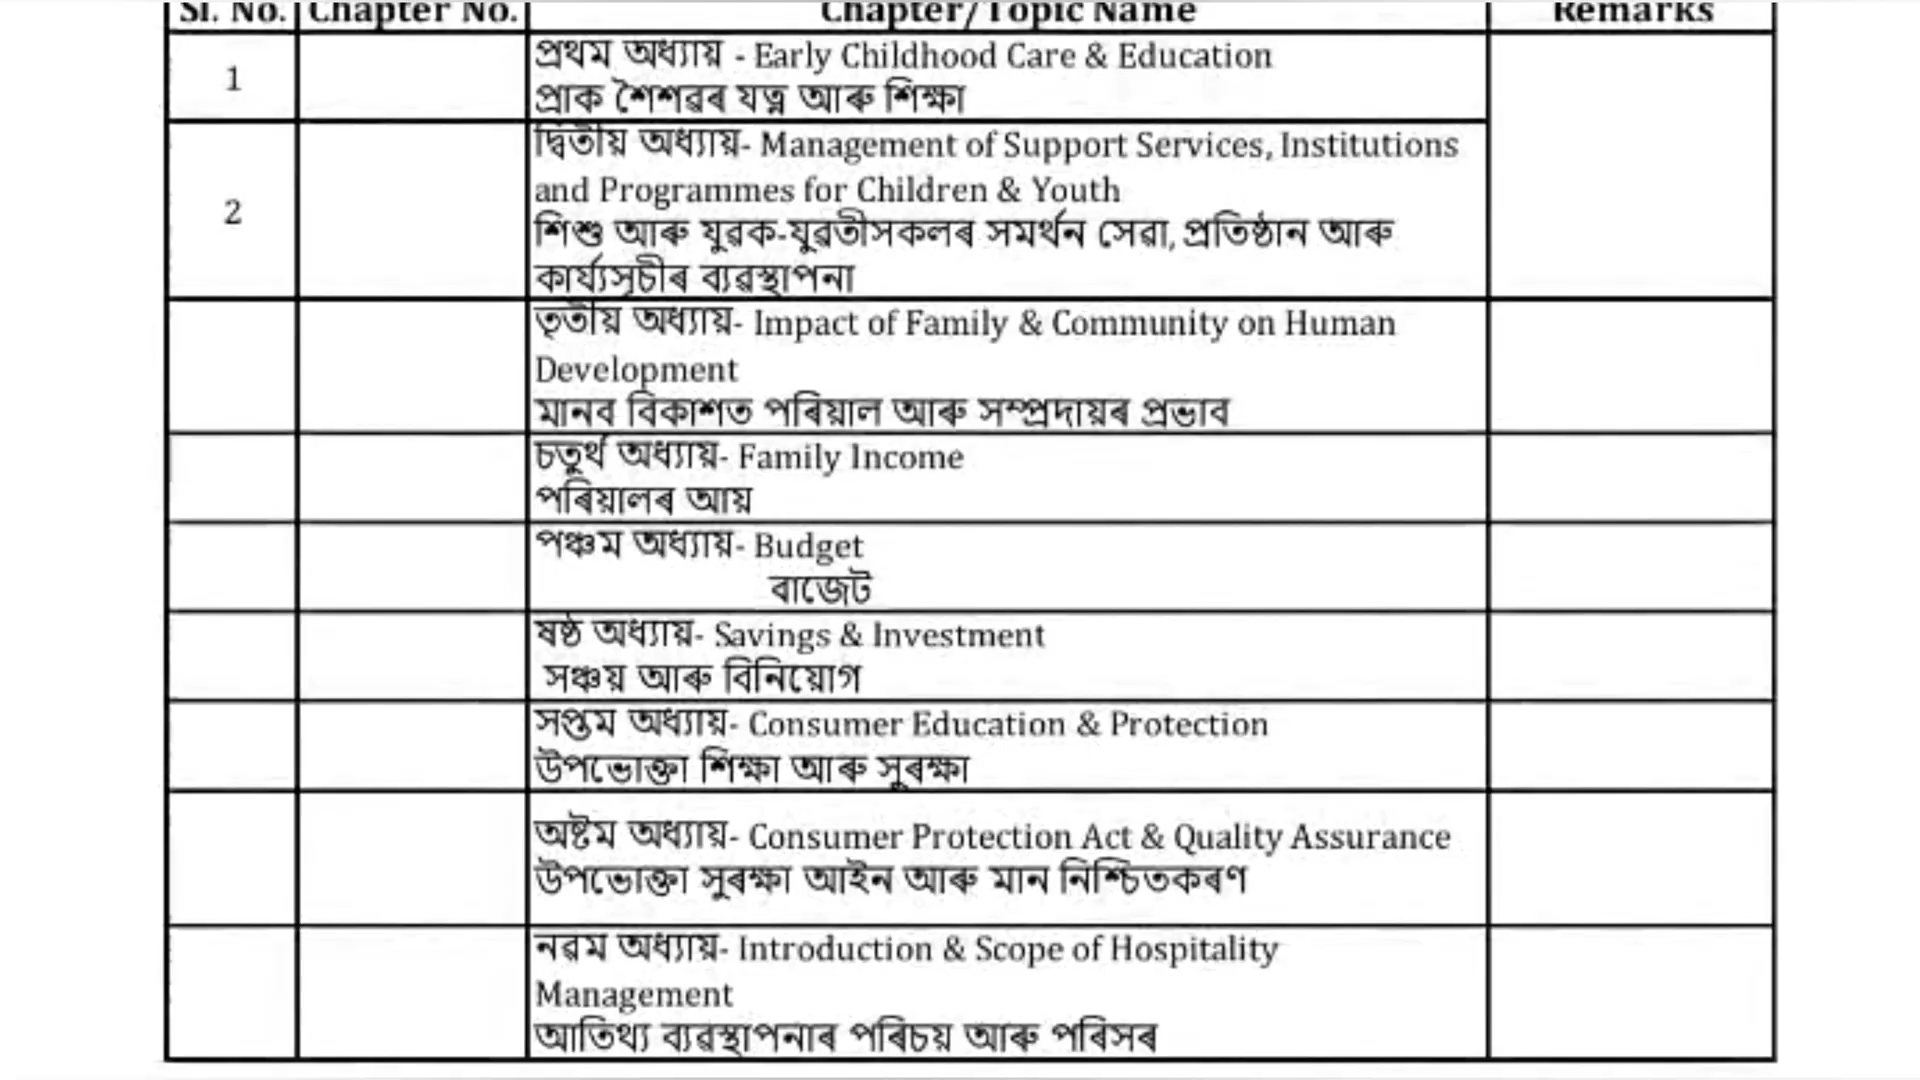 Sl. No. Chapter No. Chapter/Topic Name Remarks
1
প্ৰথম অধ্যায় - Early Childhood Care & Education
প্ৰাক শৈশৱৰ যত্ন আৰু শিক্ষা
2
দ্বিতীয় অধ্যায়- Management of Support Services, Institutions
and Programmes for Children & Youth
শিশু আৰু যুৱক-যুৱতীসকলৰ সমৰ্থন সেৱা, প্ৰতিষ্ঠান আৰু
কাৰ্য্যসূচীৰ ব্যৱস্থাপনা
তৃতীয় অধ্যায়- Impact of Family & Community on Human
Development
মানব বিকাশত পৰিয়াল আৰু সম্প্ৰদায়ৰ প্ৰভাব
চতুৰ্থ অধ্যায়- Family Income
পৰিয়ালৰ আয়
পঞ্চম অধ্যায়- Budget
বাজেট
ষষ্ঠ অধ্যায়- Savings & Investment
সঞ্চয় আৰু বিনিয়োগ
সপ্তম অধ্যায়- Consumer Education & Protection
উপভোক্তা শিক্ষা আৰু সুৰক্ষা
অষ্টম অধ্যায়- Consumer Protection Act & Quality Assurance
উপভোক্তা সুৰক্ষা আইন আৰু মান নিশ্চিতকৰণ
নৱম অধ্যায়- Introduction & Scope of Hospitality
Management
আতিথ্য ব্যৱস্থাপনাৰ পৰিচয় আৰু পৰিসৰ